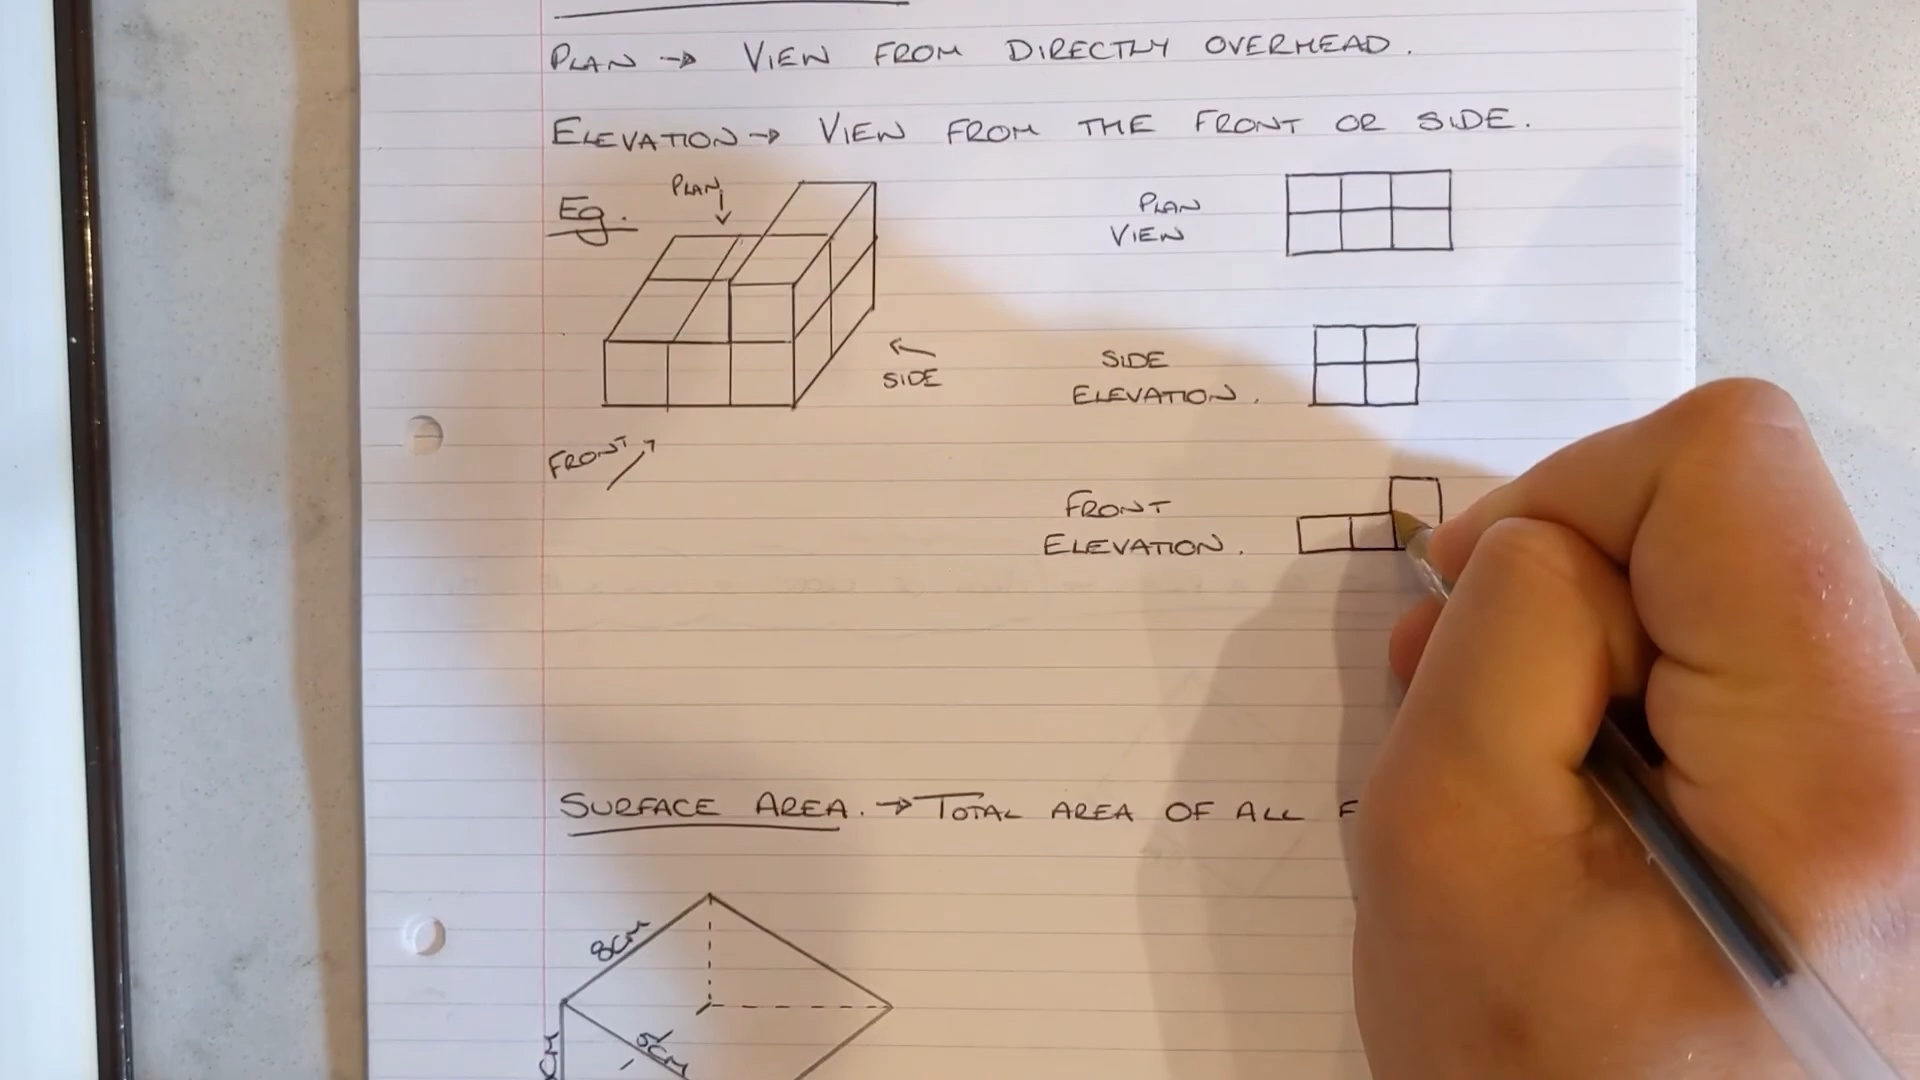 PLAN → VIEW FROM DIRECTLY OVERHEAD.
ELEVATION → VIEW FROM THE FRONT OR SIDE.
Eg.
PLAN
SIDE
FRONT
PLAN
VIEW
SIDE
ELEVATION.
FRONT
ELEVATION.
SURFACE AREA. → TOTAL AREA OF ALL F
8CM
5CM
CM